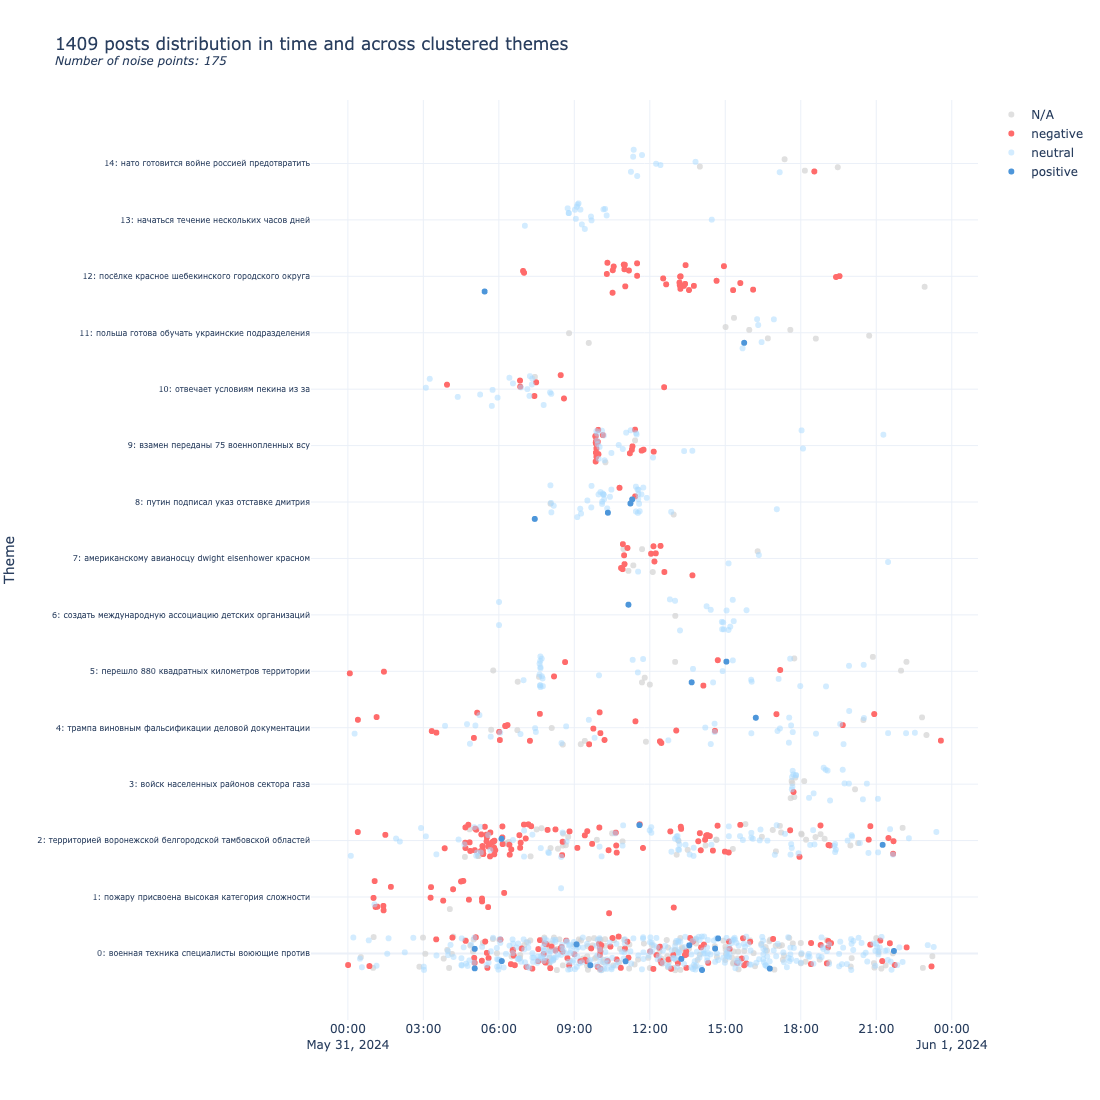 1409 posts distribution in time and across clustered themes
Number of noise points: 175
N/A
negative
neutral
positive
Theme
14: нато готовится войне россией предотвратить
13: начаться течение нескольких часов дней
12: посёлке красное шебекинского городского округа
11: польша готова обучать украинские подразделения
10: отвечает условиям пекина из за
9: взамен переданы 75 военнопленных всу
8: путин подписал указ отставке дмитрия
7: американскому авианосцу dwight eisenhower красном
6: создать международную ассоциацию детских организаций
5: перешло 880 квадратных километров территории
4: трампа виновным фальсификации деловой документации
3: войск населенных районов сектора газа
2: территорией воронежской белгородской тамбовской областей
1: пожару присвоена высокая категория сложности
0: военная техника специалисты воюющие против
00:00 03:00 06:00 09:00 12:00 15:00 18:00 21:00 00:00
May 31, 2024 Jun 1, 2024